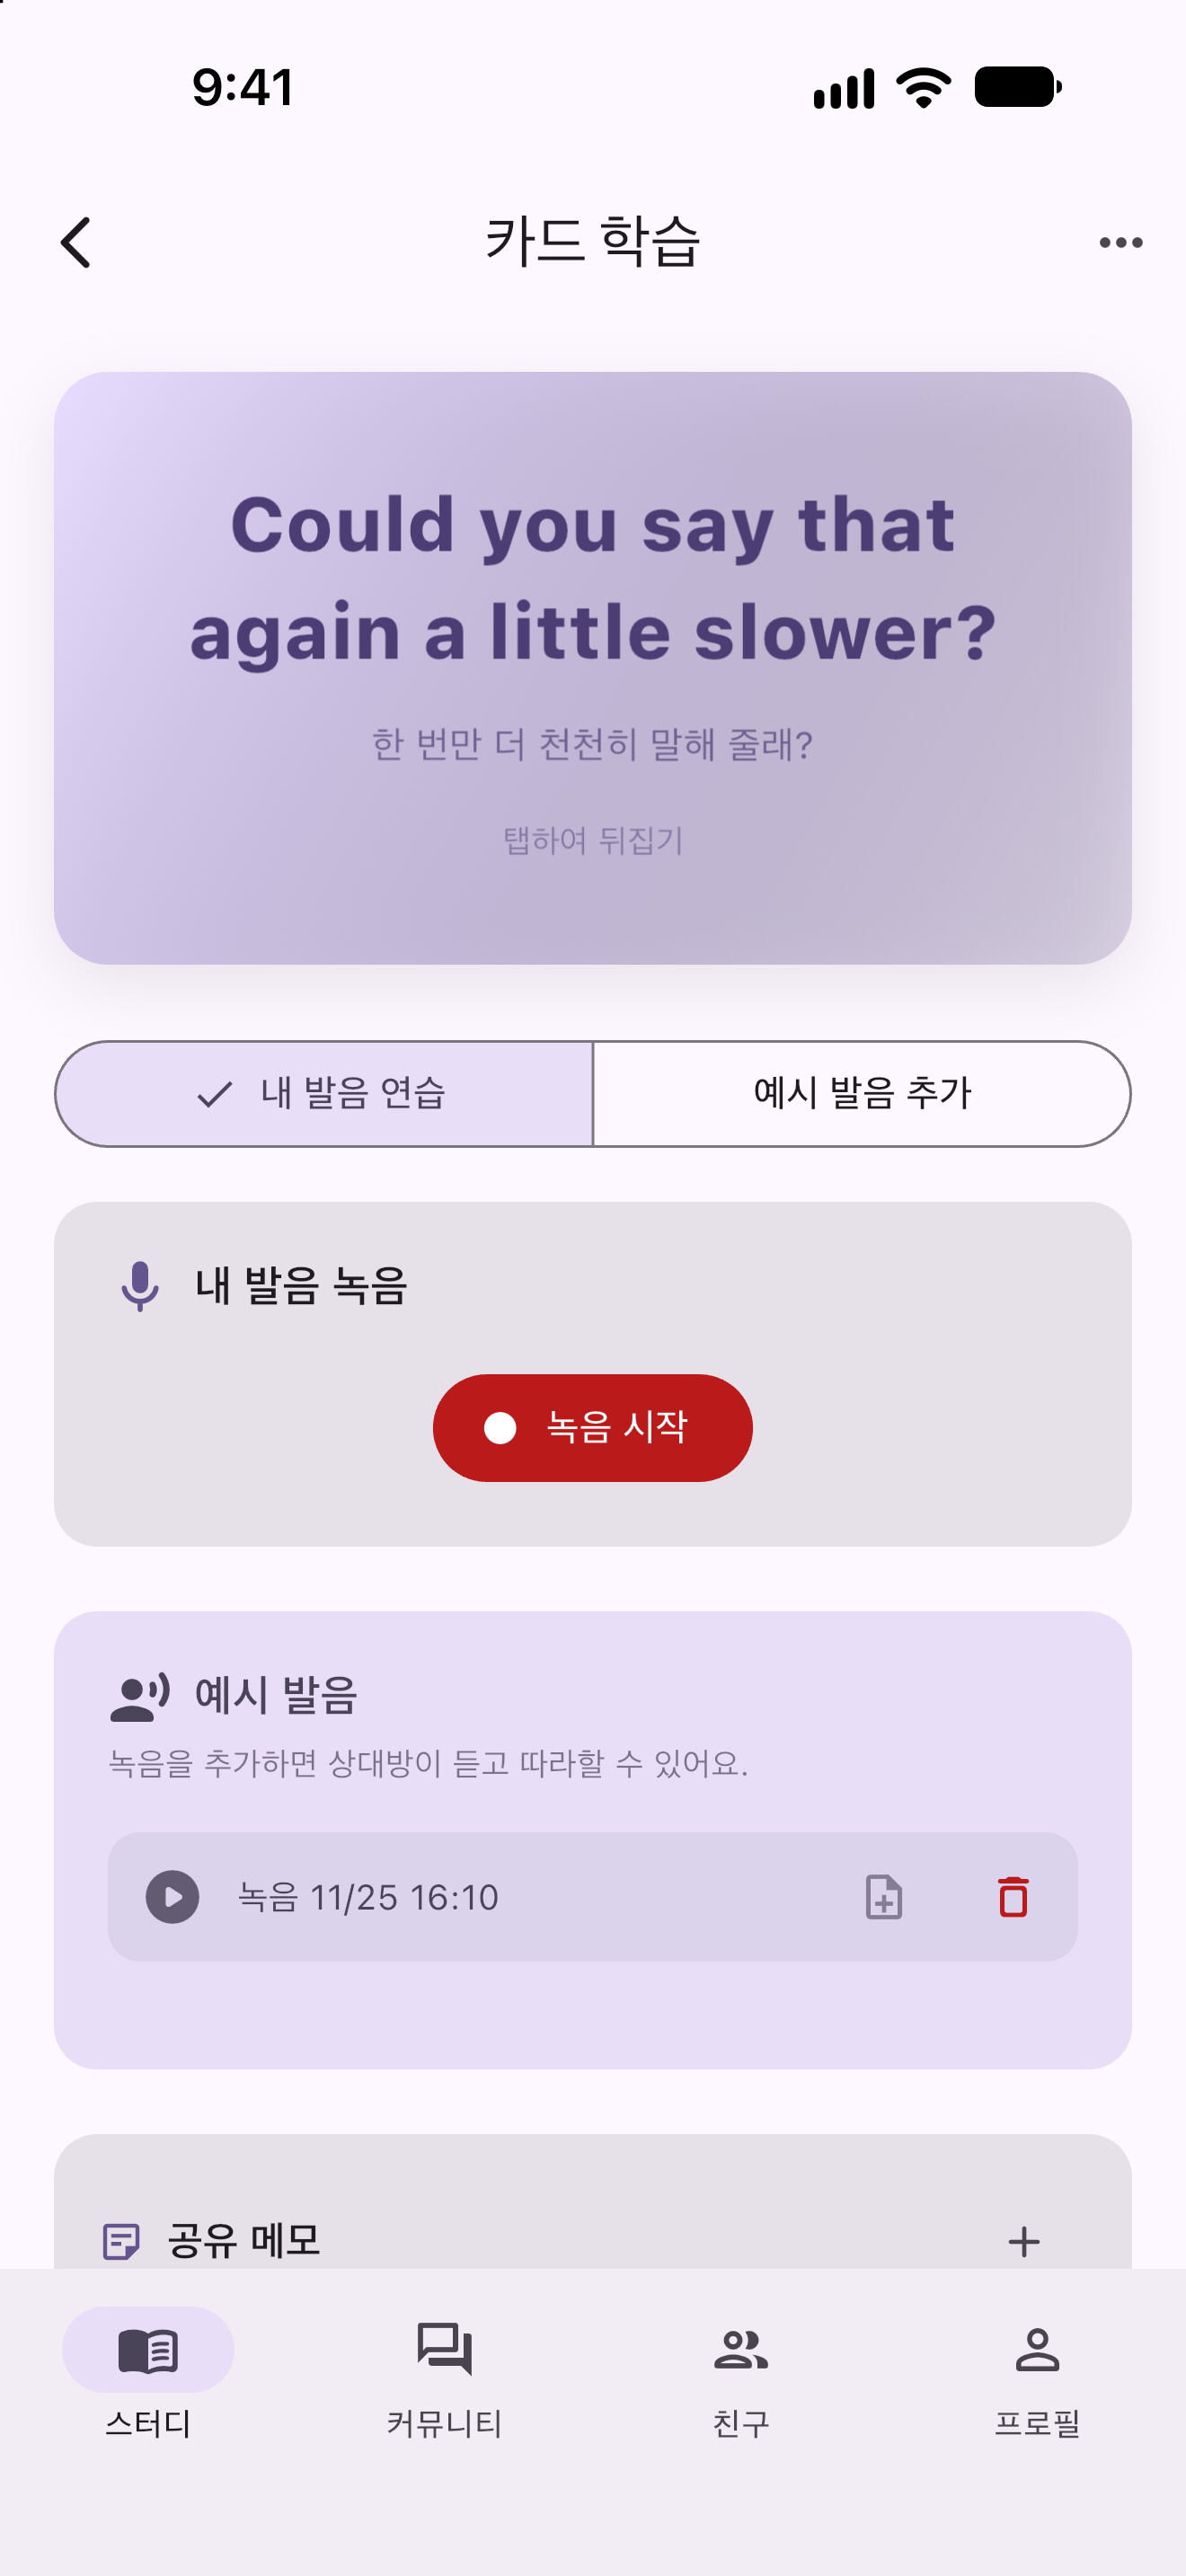 9:41
카드 학습
Could you say that
again a little slower?
한 번만 더 천천히 말해 줄래?
탭하여 뒤집기
내 발음 연습
예시 발음 추가
내 발음 녹음
녹음 시작
예시 발음
녹음을 추가하면 상대방이 듣고 따라할 수 있어요.
녹음 11/25 16:10
공유 메모
스터디
커뮤니티
친구
프로필